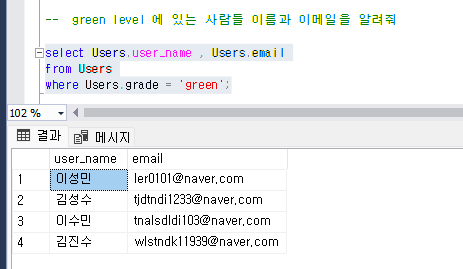 -- green level 에 있는 사람들 이름과 이메일을 알려줘
select Users.user_name , Users.email
from Users
where Users.grade = 'green';
102 %
결과 메시지
user_name email
1 이성민 ler0101@naver.com
2 김성수 tjdtndi1233@naver.com
3 이수민 tnalsdldi103@naver.com
4 김진수 wlstndk11939@naver.com